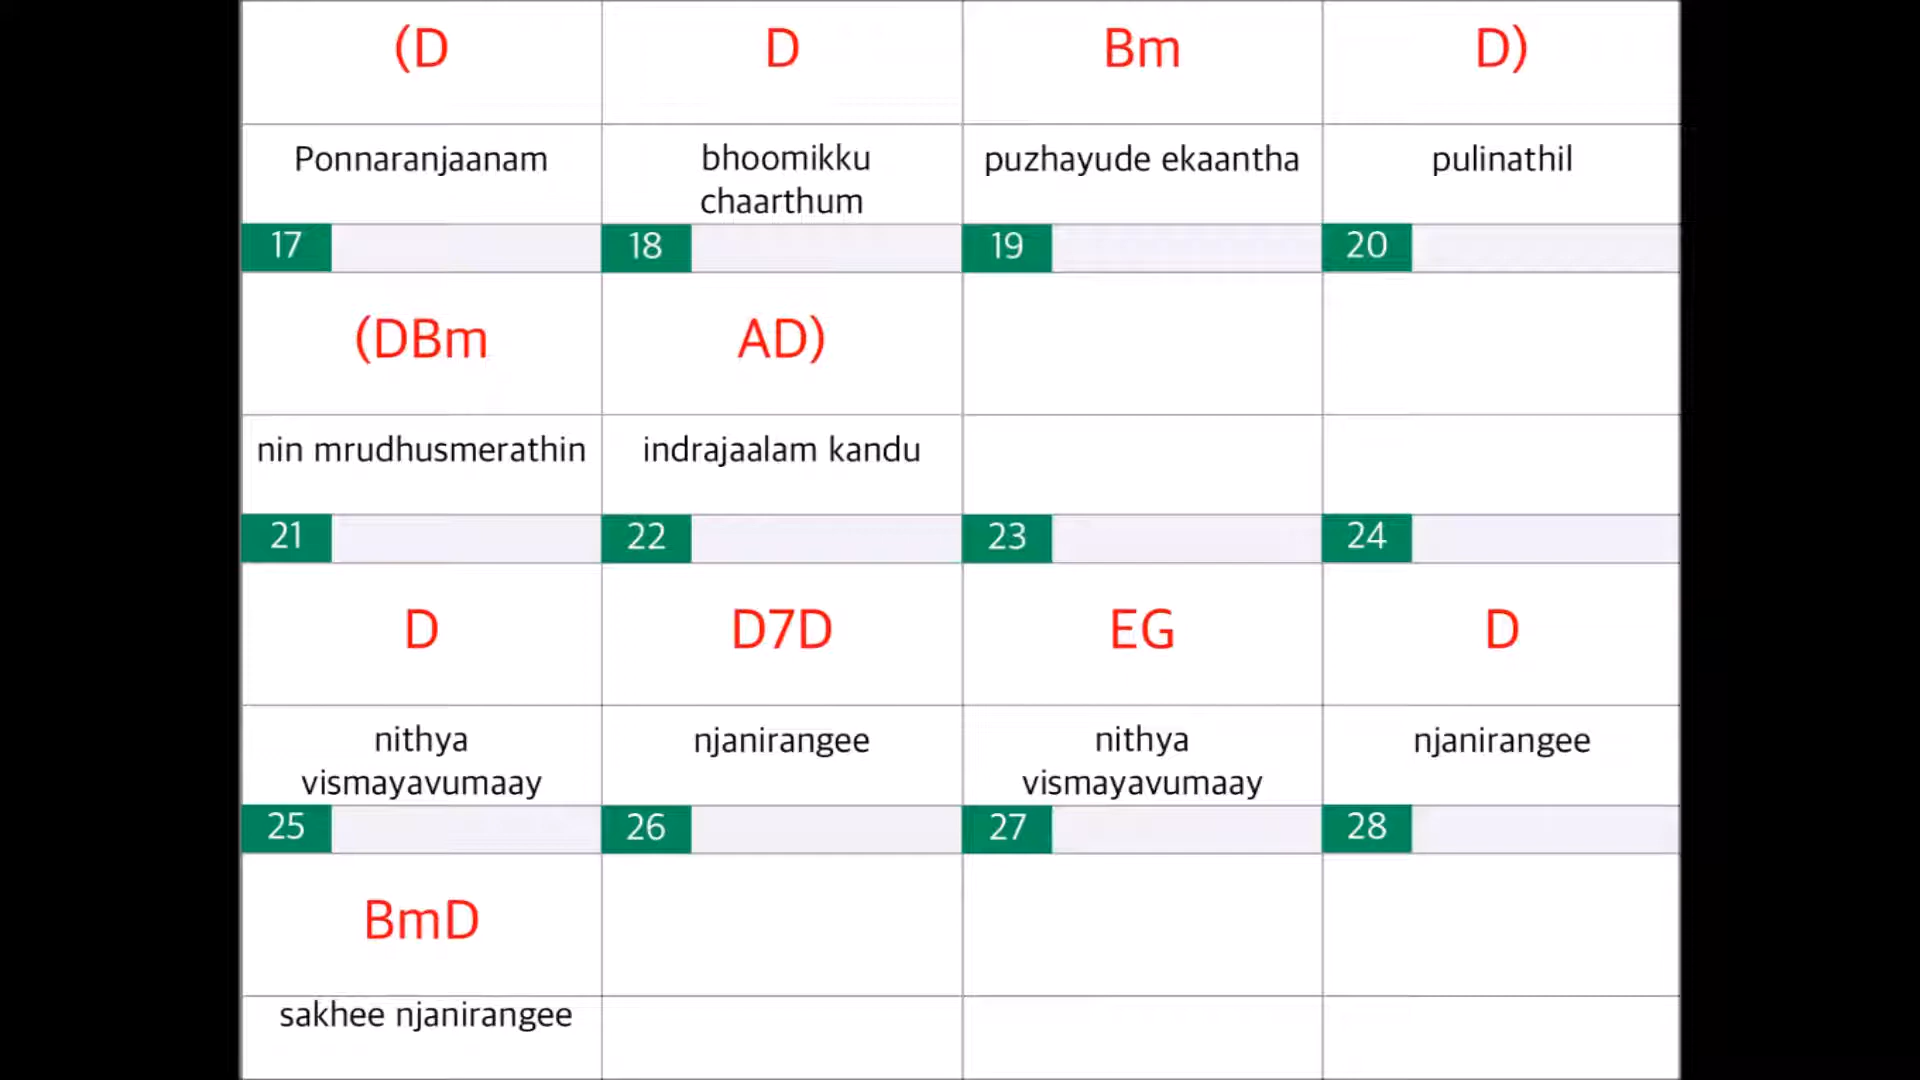 (D D Bm D)
Ponnaranjaanam bhoomikku puzhayude ekaantha pulinathil
chaarthum
17 18 19 20
(DBm AD)
nin mrudhusmerathin indrajaalam kandu
21 22 23 24
D D7D EG D
nithya njanirangee nithya njanirangee
vismayavumaay vismayavumaay
25 26 27 28
BmD
sakhee njanirangee